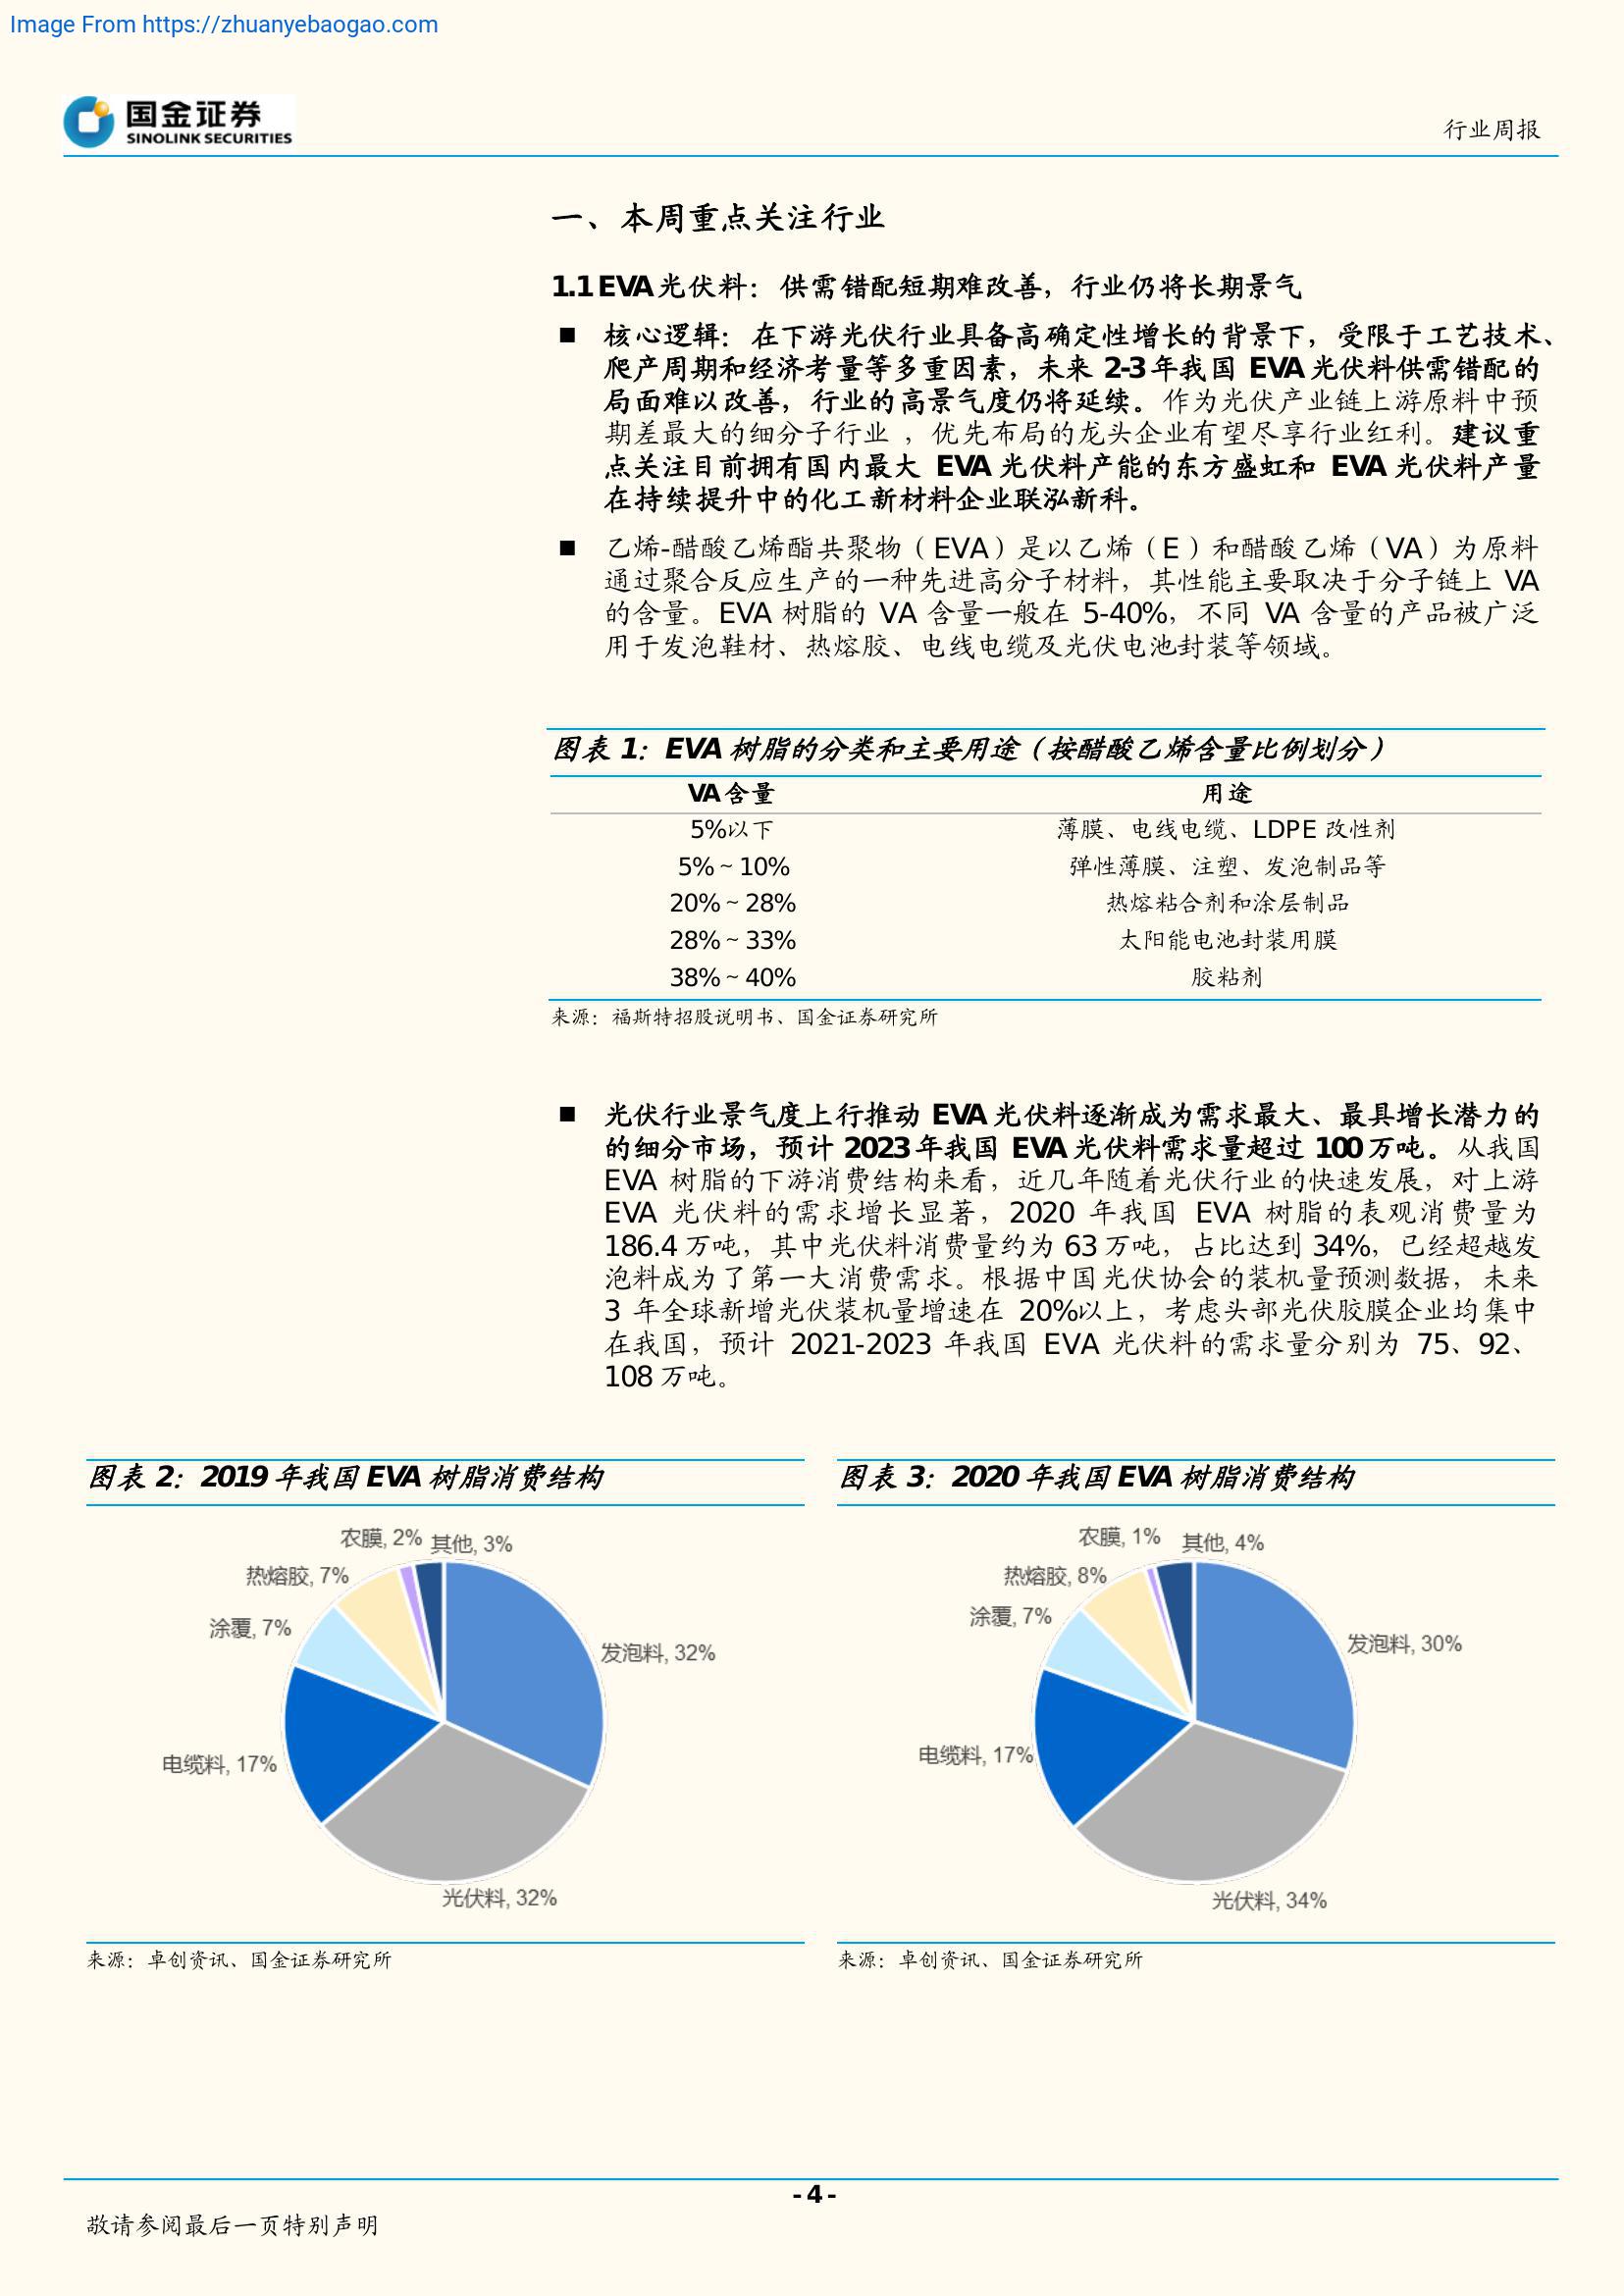 Image From https://zhuanyebaogao.com
国金证券
SINOLINK SECURITIES
行业周报
一、本周重点关注行业
1.1 EVA 光伏料：供需错配短期难改善，行业仍将长期景气
■ 核心逻辑：在下游光伏行业具备高确定性增长的背景下，受限于工艺技术、
爬产周期和经济考量等多重因素，未来 2-3 年我国 EVA 光伏料供需错配的
局面难以改善，行业的高景气度仍将延续。作为光伏产业链上游原料中预
期差最大的细分子行业 ，优先布局的龙头企业有望尽享行业红利。建议重
点关注目前拥有国内最大 EVA 光伏料产能的东方盛虹和 EVA 光伏料产量
在持续提升中的化工新材料企业联泓新科。
■ 乙烯-醋酸乙烯酯共聚物（EVA）是以乙烯（E ）和醋酸乙烯（VA）为原料
通过聚合反应生产的一种先进高分子材料，其性能主要取决于分子链上 VA
的含量。EVA 树脂的 VA 含量一般在 5-40%，不同 VA 含量的产品被广泛
用于发泡鞋材、热熔胶、电线电缆及光伏电池封装等领域。
图表 1：EVA 树脂的分类和主要用途（按醋酸乙烯含量比例划分）
VA 含量 用途
5%以下 薄膜、电线电缆、LDPE 改性剂
5% ~ 10% 弹性薄膜、注塑、发泡制品等
20% ~ 28% 热熔粘合剂和涂层制品
28% ~ 33% 太阳能电池封装用膜
38% ~ 40% 胶粘剂
来源：福斯特招股说明书、国金证券研究所
■ 光伏行业景气度上行推动 EVA 光伏料逐渐成为需求最大、最具增长潜力的
的细分市场，预计 2023 年我国 EVA 光伏料需求量超过 100 万吨。从我国
EVA 树脂的下游消费结构来看，近几年随着光伏行业的快速发展，对上游
EVA 光伏料的需求增长显著，2020 年我国 EVA 树脂的表观消费量为
186.4 万吨，其中光伏料消费量约为 63 万吨，占比达到 34%，已经超越发
泡料成为了第一大消费需求。根据中国光伏协会的装机量预测数据，未来
3 年全球新增光伏装机量增速在 20%以上，考虑头部光伏胶膜企业均集中
在我国，预计 2021-2023 年我国 EVA 光伏料的需求量分别为 75、92、
108 万吨。
图表 2：2019 年我国 EVA 树脂消费结构
农膜, 2%
其他, 3%
热熔胶, 7%
涂覆, 7%
发泡料, 32%
电缆料, 17%
光伏料, 32%
来源：卓创资讯、国金证券研究所
图表 3：2020 年我国 EVA 树脂消费结构
农膜, 1%
其他, 4%
热熔胶, 8%
涂覆, 7%
发泡料, 30%
电缆料, 17%
光伏料, 34%
来源：卓创资讯、国金证券研究所
- 4 -
敬请参阅最后一页特别声明